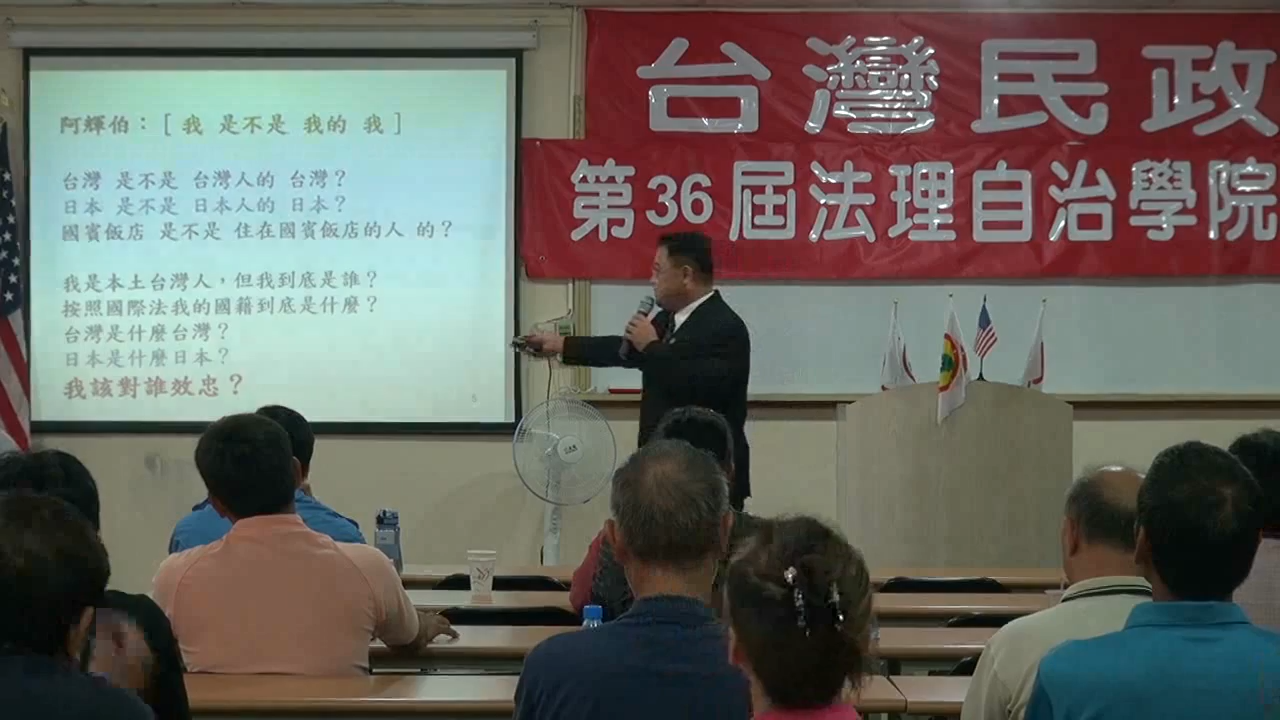 阿輝伯：[ 我 是不是 我的 我 ]
台灣 是不是 台灣人的 台灣？
日本 是不是 日本人的 日本？
國賓飯店 是不是 住在國賓飯店的人 的？
我是本土台灣人，但我到底是誰？
按照國際法我的國籍到底是什麼？
台灣是什麼台灣？
日本是什麼日本？
我該對誰效忠？
5
台灣民政
第36屆法理自治學院